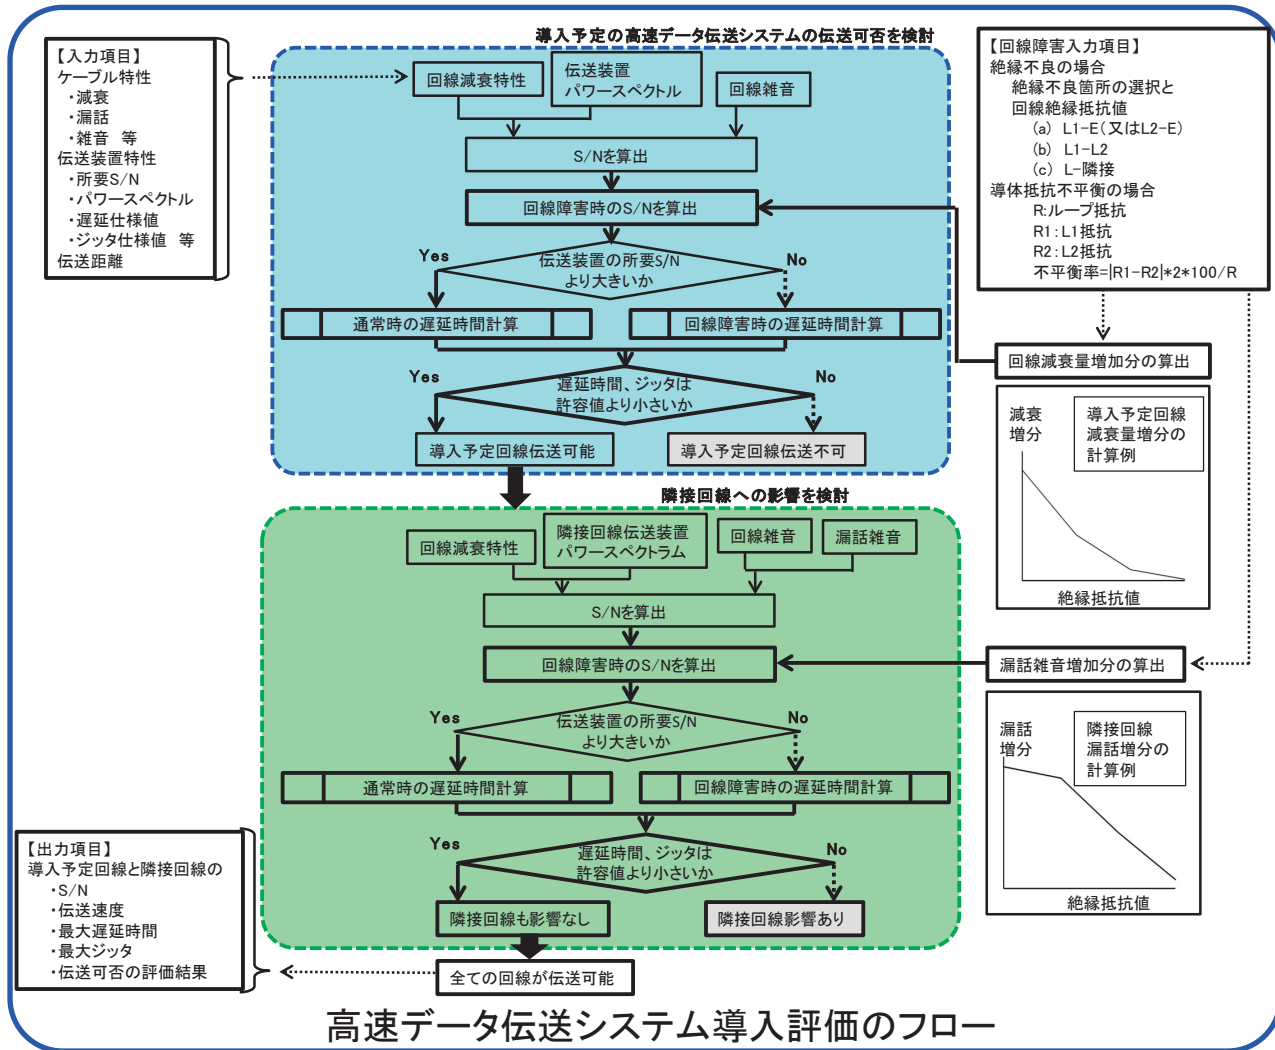 導入予定の高速データ伝送システムの伝送可否を検討
【入力項目】
ケーブル特性
・減衰
・漏話
・雑音 等
伝送装置特性
・所要S/N
・パワースペクトル
・遅延仕様値
・ジッタ仕様値 等
伝送距離
回線減衰特性
伝送装置
パワースペクトル
回線雑音
S/Nを算出
回線障害時のS/Nを算出
Yes
伝送装置の所要S/N
より大きいか
No
通常時の遅延時間計算
回線障害時の遅延時間計算
Yes
遅延時間、ジッタは
許容値より小さいか
No
導入予定回線伝送可能
導入予定回線伝送不可
【回線障害入力項目】
絶縁不良の場合
絶縁不良箇所の選択と
回線絶縁抵抗値
(a) L1-E(又はL2-E)
(b) L1-L2
(c) L-隣接
導体抵抗不平衡の場合
R:ループ抵抗
R1:L1抵抗
R2:L2抵抗
不平衡率=|R1-R2|*2*100/R
回線減衰量増加分の算出
減衰
増分
導入予定回線
減衰量増分の
計算例
絶縁抵抗値
隣接回線への影響を検討
回線減衰特性
隣接回線伝送装置
パワースペクトラム
回線雑音
漏話雑音
S/Nを算出
回線障害時のS/Nを算出
漏話雑音増加分の算出
Yes
伝送装置の所要S/N
より大きいか
No
通常時の遅延時間計算
回線障害時の遅延時間計算
Yes
遅延時間、ジッタは
許容値より小さいか
No
隣接回線も影響なし
隣接回線影響あり
漏話
増分
隣接回線
漏話増分の
計算例
絶縁抵抗値
【出力項目】
導入予定回線と隣接回線の
・S/N
・伝送速度
・最大遅延時間
・最大ジッタ
・伝送可否の評価結果
全ての回線が伝送可能
高速データ伝送システム導入評価のフロー